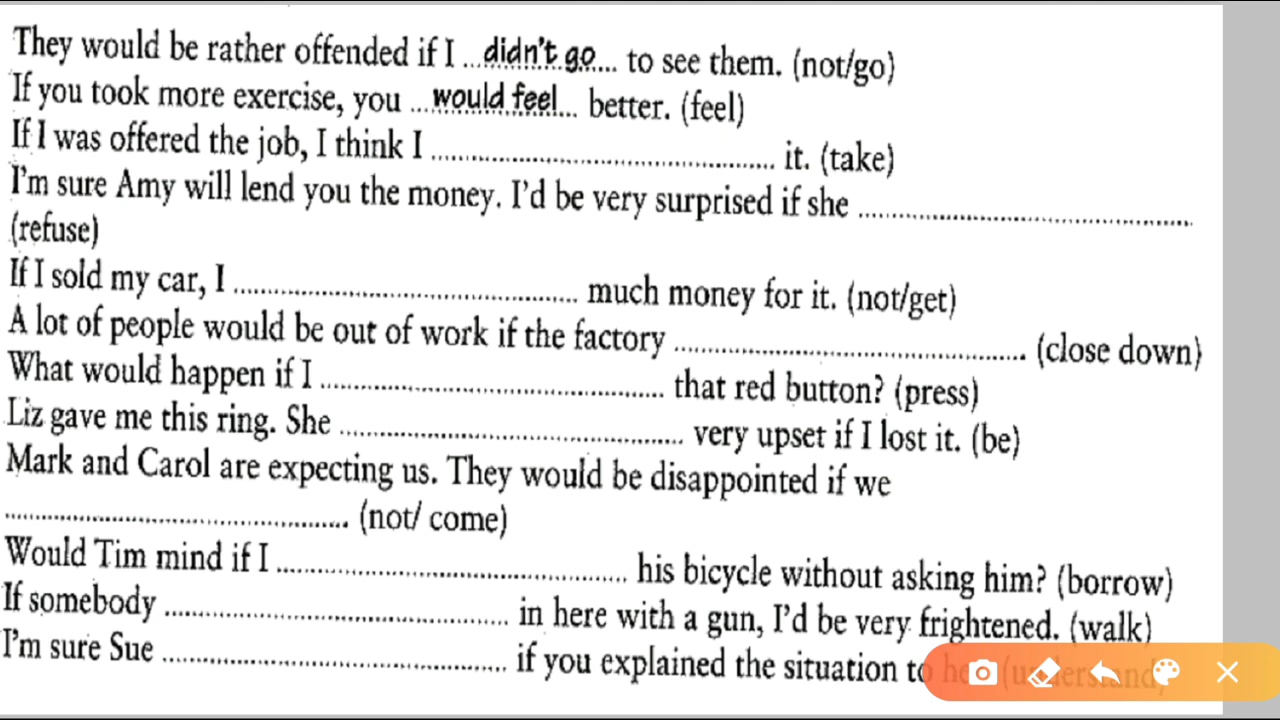 They would be rather offended if I ...didn't go... to see them. (not/go)
If you took more exercise, you ...would feel... better. (feel)
If I was offered the job, I think I .................................................. it. (take)
I'm sure Amy will lend you the money. I'd be very surprised if she ..................................................
(refuse)
If I sold my car, I .................................................. much money for it. (not/get)
A lot of people would be out of work if the factory .................................................. (close down)
What would happen if I .................................................. that red button? (press)
Liz gave me this ring. She .................................................. very upset if I lost it. (be)
Mark and Carol are expecting us. They would be disappointed if we
.................................................. (not/ come)
Would Tim mind if I .................................................. his bicycle without asking him? (borrow)
If somebody .................................................. in here with a gun, I'd be very frightened. (walk)
I'm sure Sue .................................................. if you explained the situation to her. (understand)